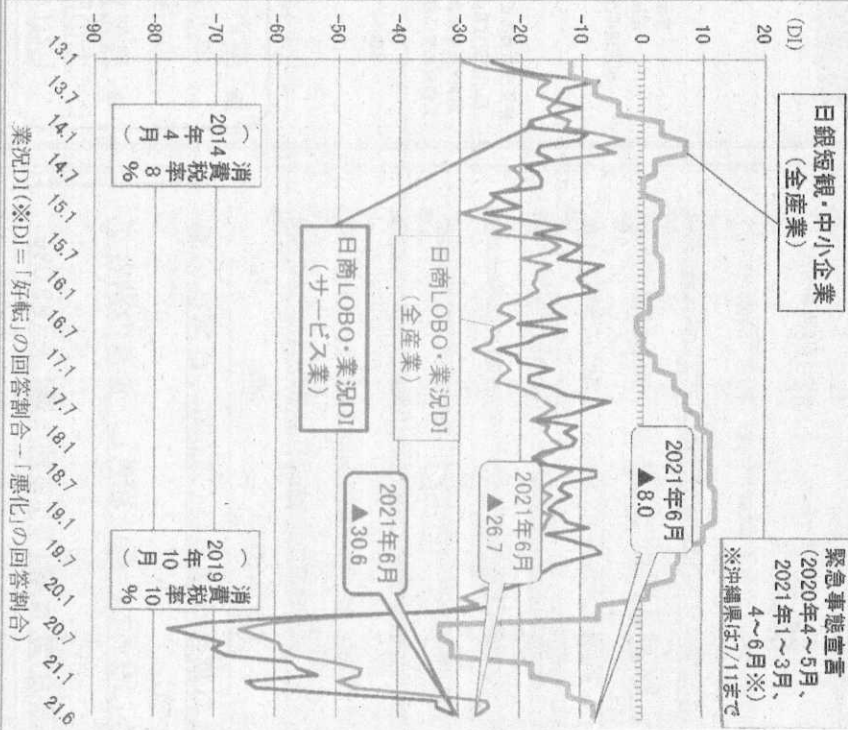 (DI)
20
10
0
-10
-20
-30
-40
-50
-60
-70
-80
-90
日銀短観・中小企業
(全産業)
緊急事態宣言
(2020年4~5月、
2021年1~3月、
4~6月※)
※沖縄県は7/11まで
2021年6月
▲8.0
2021年6月
▲26.7
2021年6月
▲30.6
日商LOBO・業況DI
(全産業)
日商LOBO・業況DI
(サービス業)
消費税率8%
(2014年4月)
消費税率10%
(2019年10月)
13.1 13.7 14.1 14.7 15.1 15.7 16.1 16.7 17.1 17.7 18.1 18.7 19.1 19.7 20.1 20.7 21.1 21.6
業況DI(※DI=「好転」の回答割合-「悪化」の回答割合)